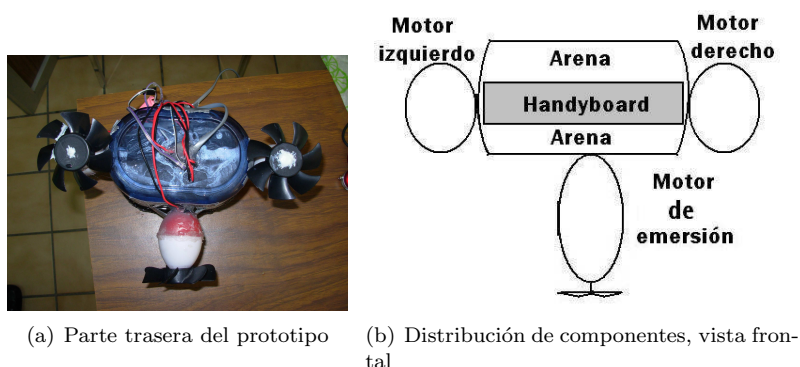 Motor
izquierdo
Motor
derecho
Arena
Handyboard
Arena
Motor
de
emersión
(a) Parte trasera del prototipo
(b) Distribución de componentes, vista fron-
tal